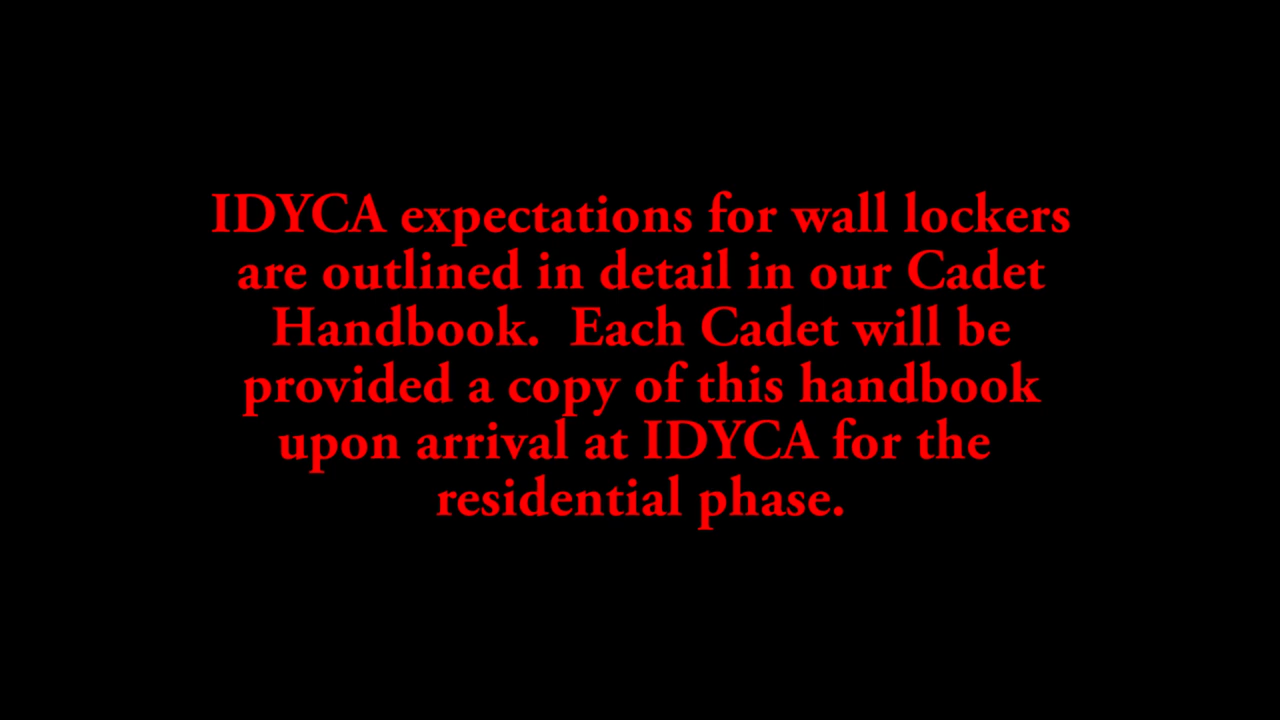 IDYCA expectations for wall lockers
are outlined in detail in our Cadet
Handbook.  Each Cadet will be
provided a copy of this handbook
upon arrival at IDYCA for the
residential phase.